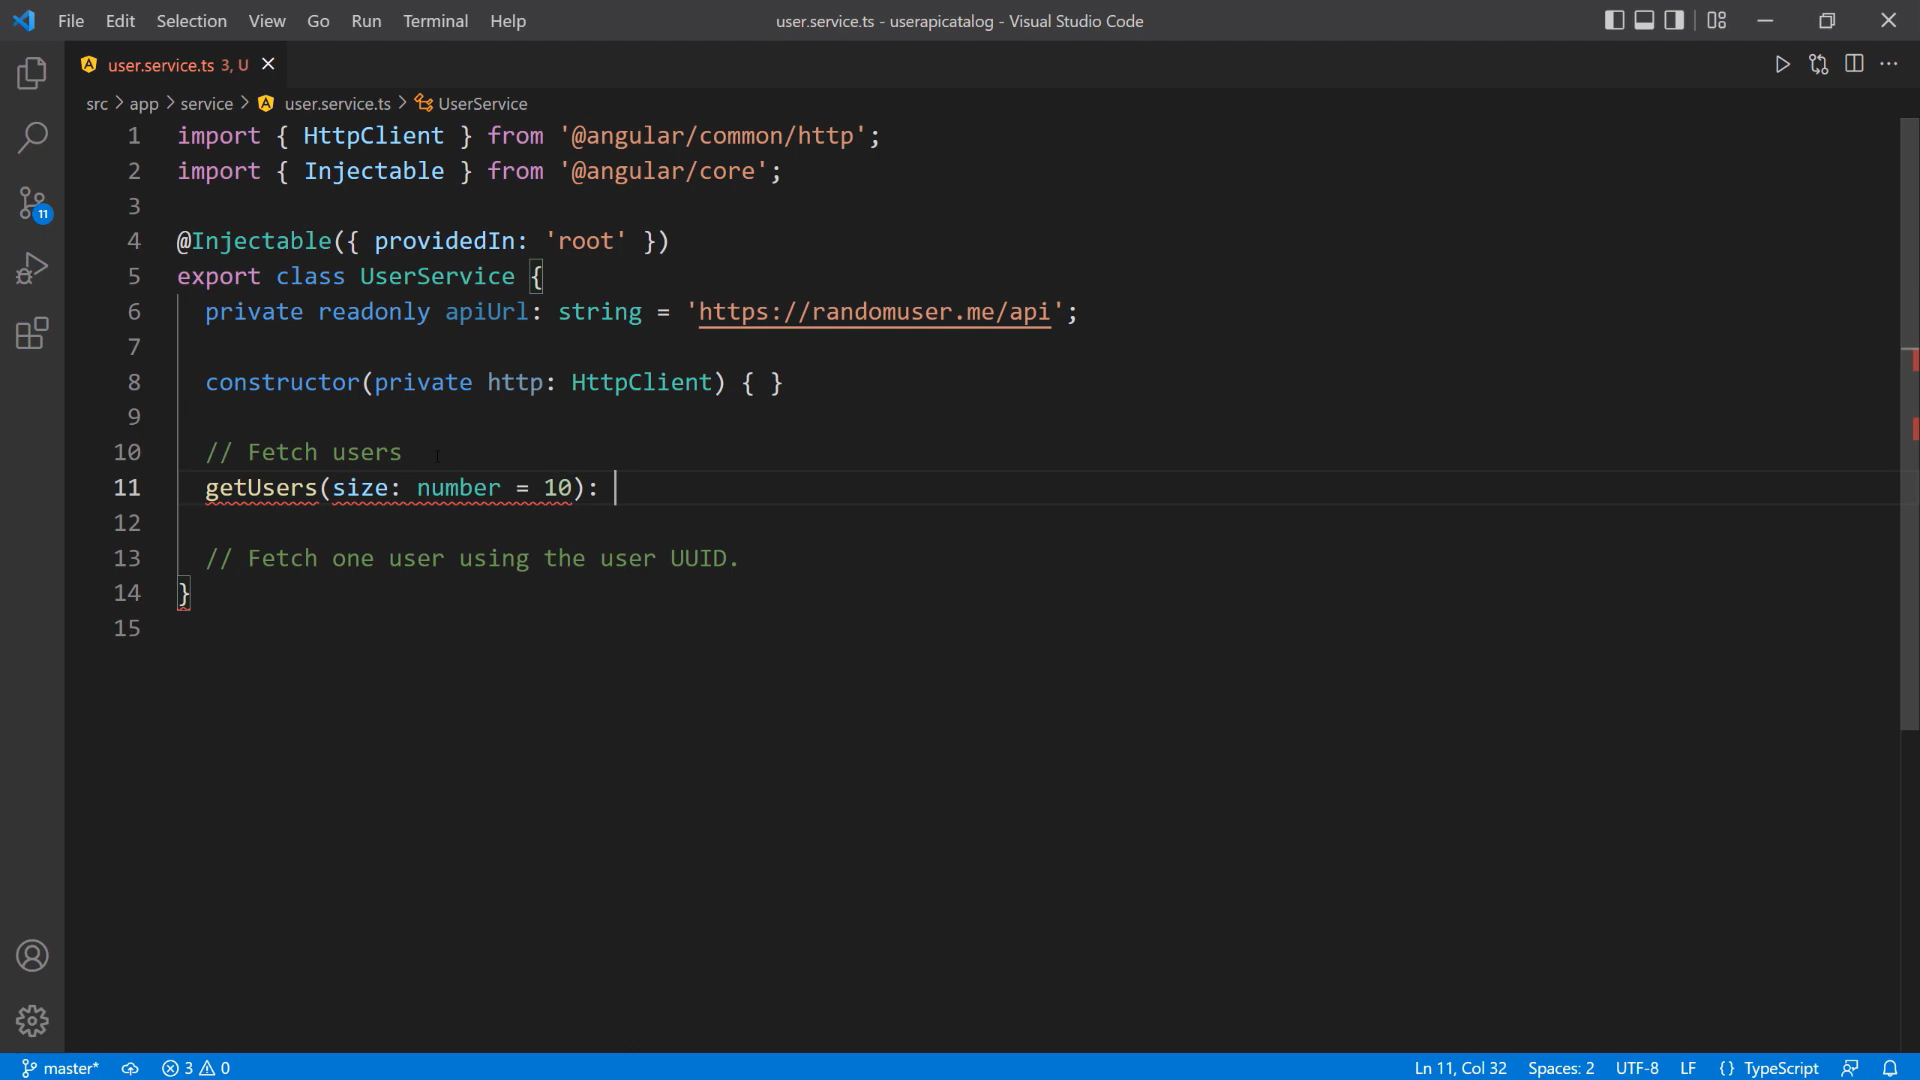 File Edit Selection View Go Run Terminal Help user.service.ts - userapicatalog - Visual Studio Code
user.service.ts 3, U
src > app > service > user.service.ts > UserService
1 import { HttpClient } from '@angular/common/http';
2 import { Injectable } from '@angular/core';
3
4 @Injectable({ providedIn: 'root' })
5 export class UserService {
6 private readonly apiUrl: string = 'https://randomuser.me/api';
7
8 constructor(private http: HttpClient) { }
9
10 // Fetch users
11 getUsers(size: number = 10):
12
13 // Fetch one user using the user UUID.
14 }
15
11
master* 3 0 Ln 11, Col 32 Spaces: 2 UTF-8 LF {} TypeScript